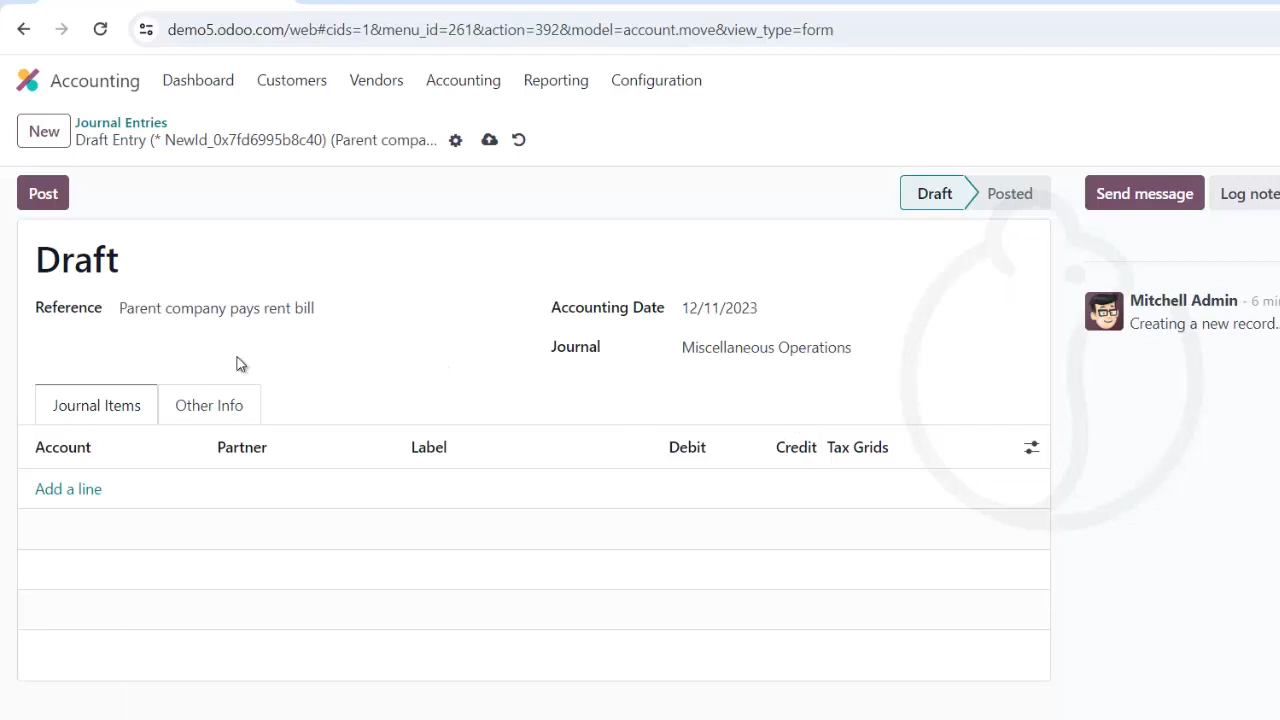 demo5.odoo.com/web#cids=1&menu_id=261&action=392&model=account.move&view_type=form
Accounting Dashboard Customers Vendors Accounting Reporting Configuration
New Journal Entries
Draft Entry (* NewId_0x7fd6995b8c40) (Parent compa...
Post Draft Posted Send message Log note
Draft
Reference Parent company pays rent bill Accounting Date 12/11/2023
Journal Miscellaneous Operations
Mitchell Admin - 6 min
Creating a new record...
Journal Items Other Info
Account Partner Label Debit Credit Tax Grids
Add a line